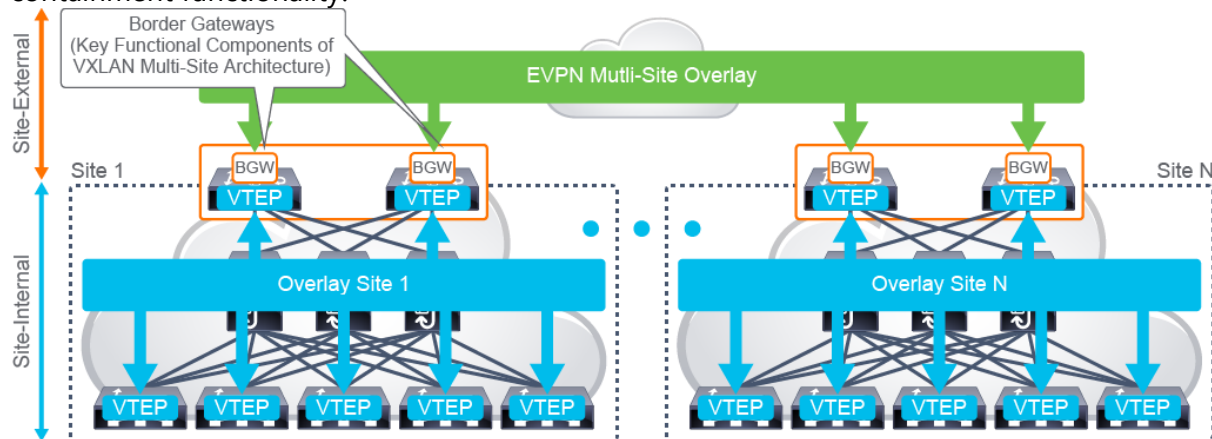 containment functionality.
Border Gateways
(Key Functional Components of
VXLAN Multi-Site Architecture)
EVPN Mutli-Site Overlay
Site-External
BGW
BGW
BGW
BGW
Site 1
Site N
VTEP
VTEP
VTEP
VTEP
Site-Internal
Overlay Site 1
Overlay Site N
VTEP
VTEP
VTEP
VTEP
VTEP
VTEP
VTEP
VTEP
VTEP
VTEP